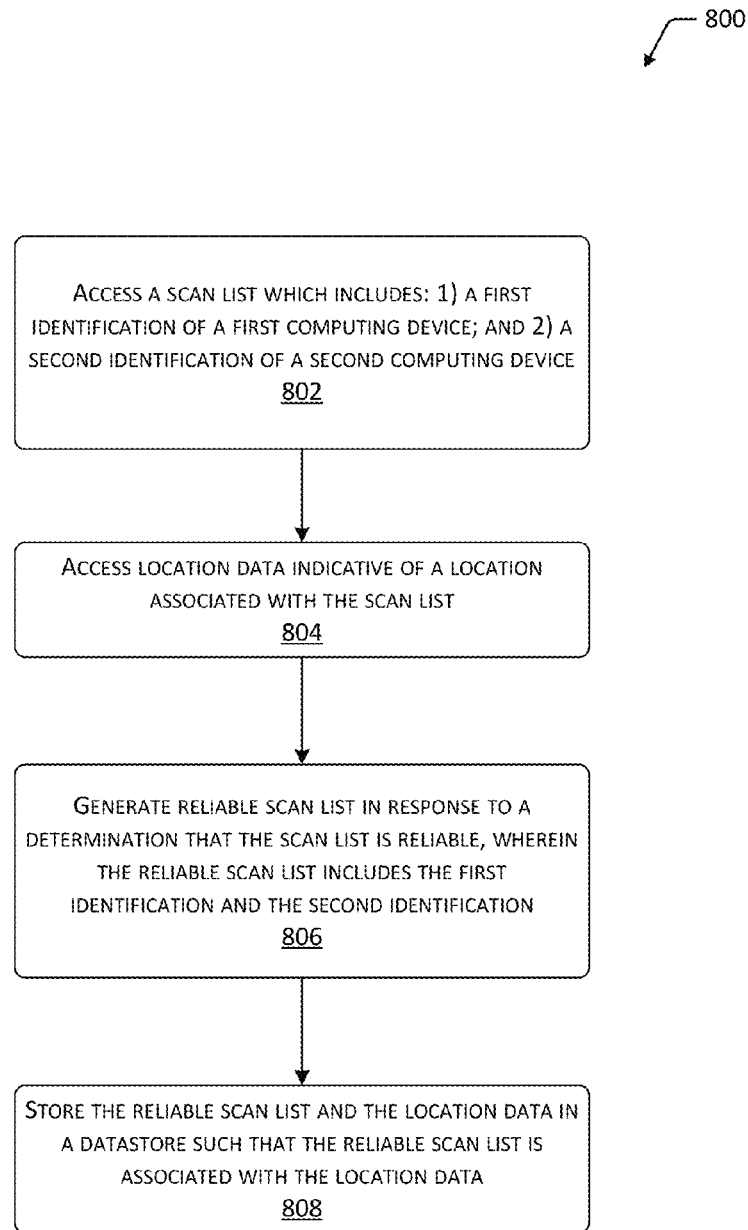 800
ACCESS A SCAN LIST WHICH INCLUDES: 1) A FIRST
IDENTIFICATION OF A FIRST COMPUTING DEVICE; AND 2) A
SECOND IDENTIFICATION OF A SECOND COMPUTING DEVICE
802
ACCESS LOCATION DATA INDICATIVE OF A LOCATION
ASSOCIATED WITH THE SCAN LIST
804
GENERATE RELIABLE SCAN LIST IN RESPONSE TO A
DETERMINATION THAT THE SCAN LIST IS RELIABLE, WHEREIN
THE RELIABLE SCAN LIST INCLUDES THE FIRST
IDENTIFICATION AND THE SECOND IDENTIFICATION
806
STORE THE RELIABLE SCAN LIST AND THE LOCATION DATA IN
A DATASTORE SUCH THAT THE RELIABLE SCAN LIST IS
ASSOCIATED WITH THE LOCATION DATA
808